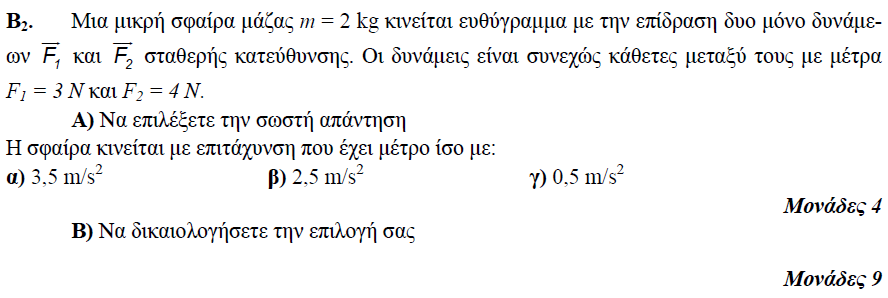 Β₂. Μια μικρή σφαίρα μάζας m = 2 kg κινείται ευθύγραμμα με την επίδραση δυο μόνο δυνάμε-
ων F⃗₁ και F⃗₂ σταθερής κατεύθυνσης. Οι δυνάμεις είναι συνεχώς κάθετες μεταξύ τους με μέτρα
F₁ = 3 N και F₂ = 4 N.
Α) Να επιλέξετε την σωστή απάντηση
Η σφαίρα κινείται με επιτάχυνση που έχει μέτρο ίσο με:
α) 3,5 m/s² β) 2,5 m/s² γ) 0,5 m/s²
Μονάδες 4
Β) Να δικαιολογήσετε την επιλογή σας
Μονάδες 9